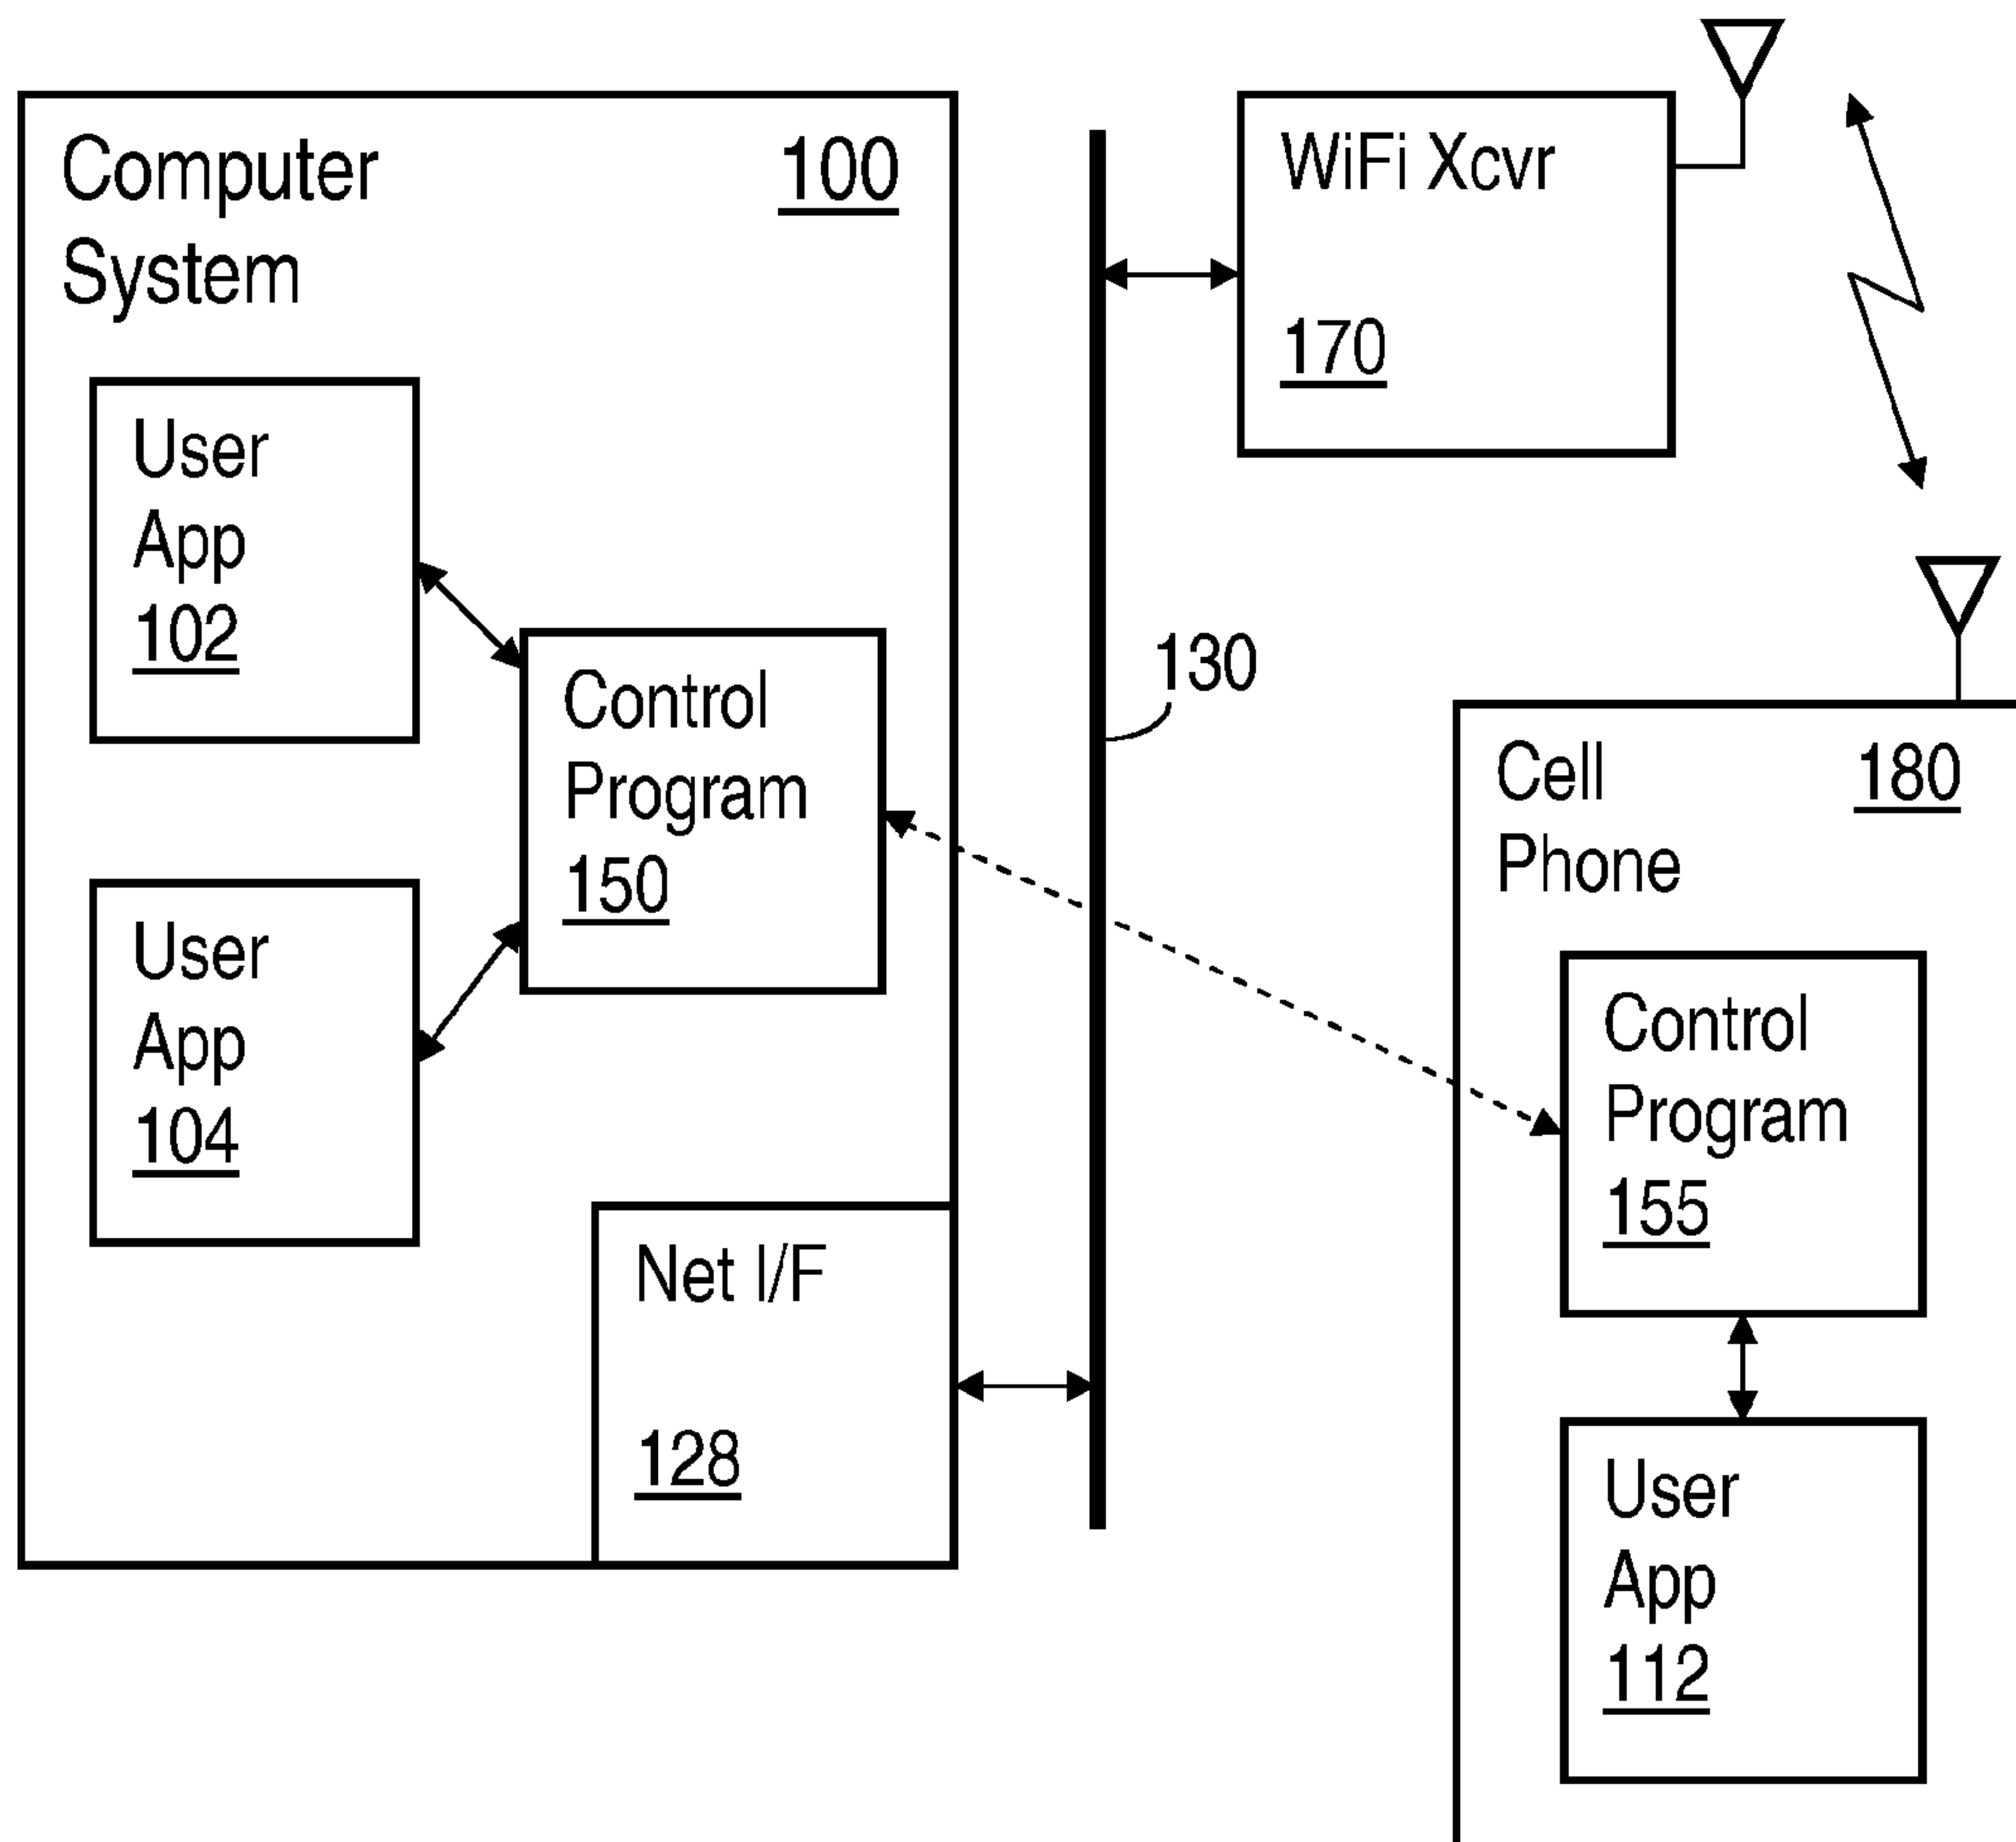 Computer
System
100
User
App
102
Control
Program
150
User
App
104
Net I/F
128
130
WiFi Xcvr
170
Cell
Phone
180
Control
Program
155
User
App
112